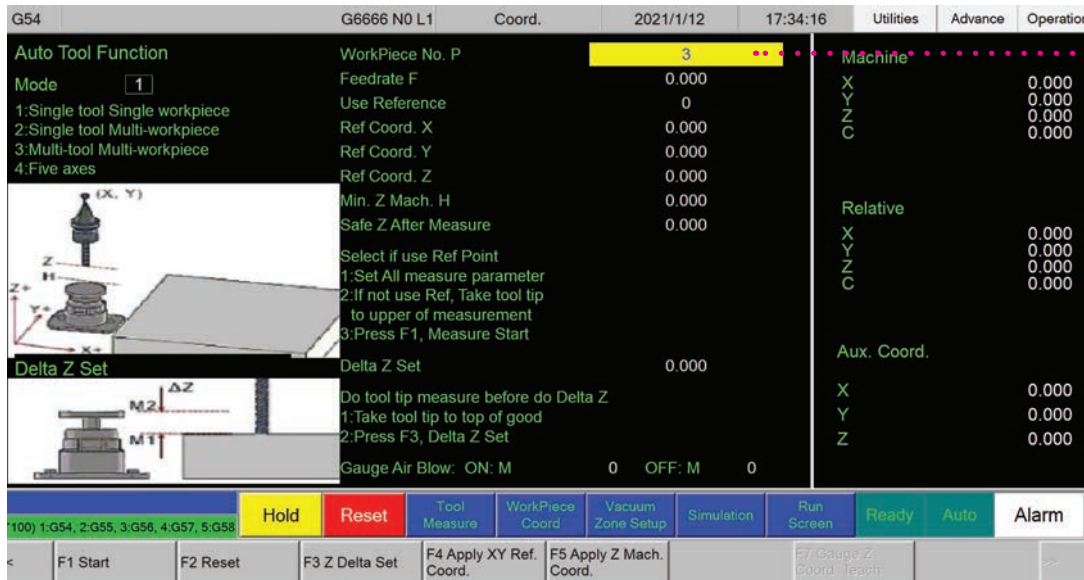 G54 G6666 N0 L1 Coord. 2021/1/12 17:34:16 Utilities Advance Operation
Auto Tool Function
Mode 1
1:Single tool Single workpiece
2:Single tool Multi-workpiece
3:Multi-tool Multi-workpiece
4:Five axes
(X, Y)
Z
H
Z+
Y+
X+
Delta Z Set
ΔZ
M2
M1
WorkPiece No. P 3
Feedrate F 0.000
Use Reference 0
Ref Coord. X 0.000
Ref Coord. Y 0.000
Ref Coord. Z 0.000
Min. Z Mach. H 0.000
Safe Z After Measure 0.000
Select if use Ref Point
1:Set All measure parameter
2:If not use Ref, Take tool tip
to upper of measurement
3:Press F1, Measure Start
Delta Z Set 0.000
Do tool tip measure before do Delta Z
1:Take tool tip to top of good
2:Press F3, Delta Z Set
Gauge Air Blow: ON: M 0 OFF: M 0
Machine
X 0.000
Y 0.000
Z 0.000
C 0.000
Relative
X 0.000
Y 0.000
Z 0.000
C 0.000
Aux. Coord.
X 0.000
Y 0.000
Z 0.000
*100) 1:G54, 2:G55, 3:G56, 4:G57, 5:G58
Hold
Reset
Tool
Measure
WorkPiece
Coord
Vacuum
Zone Setup
Simulation
Run
Screen
Ready
Auto
Alarm
<
F1 Start
F2 Reset
F3 Z Delta Set
F4 Apply XY Ref.
Coord.
F5 Apply Z Mach.
Coord.
F7 Gauge Z
Coord. Teach
>>